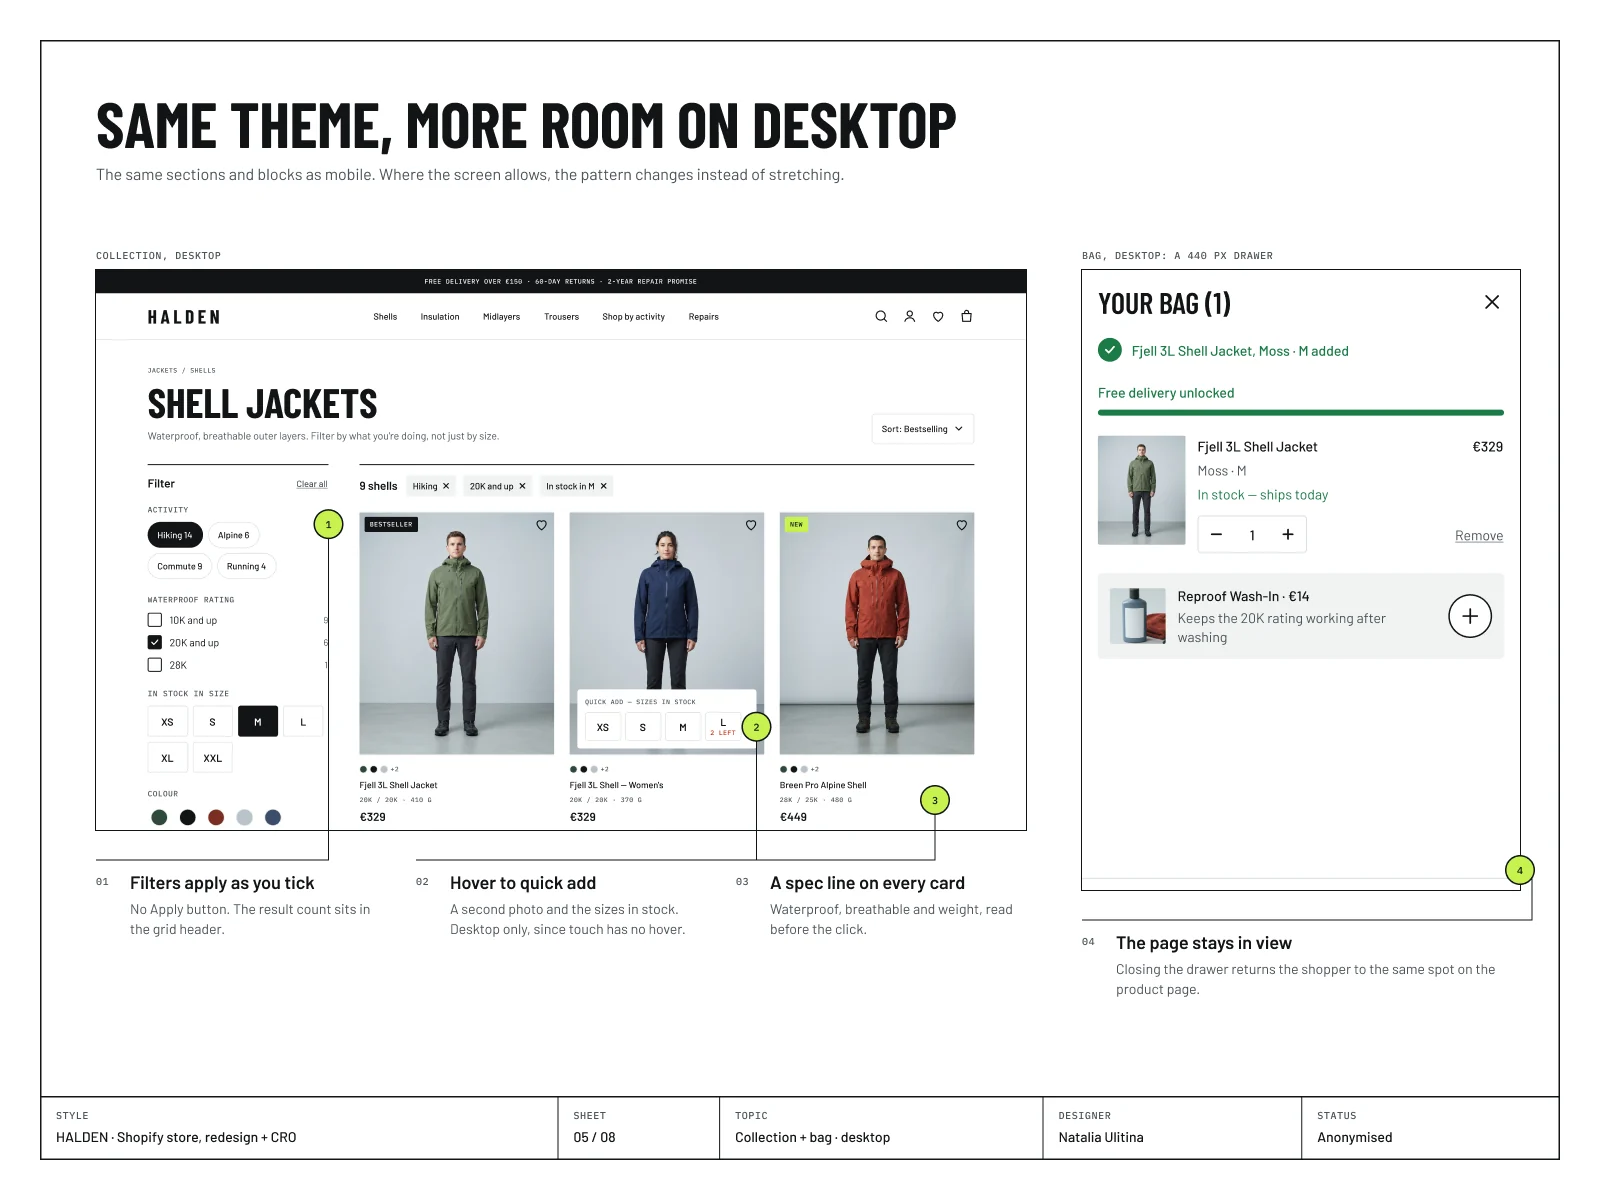 SAME THEME, MORE ROOM ON DESKTOP
The same sections and blocks as mobile. Where the screen allows, the pattern changes instead of stretching.
COLLECTION, DESKTOP
FREE DELIVERY OVER €150 · 60-DAY RETURNS · 2-YEAR REPAIR PROMISE
HALDEN
Shells
Insulation
Midlayers
Trousers
Shop by activity
Repairs
JACKETS / SHELLS
SHELL JACKETS
Waterproof, breathable outer layers. Filter by what you're doing, not just by size.
Sort: Bestselling
Filter
Clear all
ACTIVITY
Hiking 14
Alpine 6
Commute 9
Running 4
WATERPROOF RATING
10K and up
9
20K and up
6
28K
1
IN STOCK IN SIZE
XS
S
M
L
XL
XXL
COLOUR
1
9 shells
Hiking
20K and up
In stock in M
BESTSELLER
+2
Fjell 3L Shell Jacket
20K / 20K · 410 G
€329
QUICK ADD — SIZES IN STOCK
XS
S
M
L
2 LEFT
2
+2
Fjell 3L Shell — Women's
20K / 20K · 370 G
€329
NEW
+2
Breen Pro Alpine Shell
28K / 25K · 480 G
€449
3
01
Filters apply as you tick
No Apply button. The result count sits in
the grid header.
02
Hover to quick add
A second photo and the sizes in stock.
Desktop only, since touch has no hover.
03
A spec line on every card
Waterproof, breathable and weight, read
before the click.
BAG, DESKTOP: A 440 PX DRAWER
YOUR BAG (1)
Fjell 3L Shell Jacket, Moss · M added
Free delivery unlocked
Fjell 3L Shell Jacket
€329
Moss · M
In stock — ships today
1
Remove
Reproof Wash-In · €14
Keeps the 20K rating working after
washing
4
04
The page stays in view
Closing the drawer returns the shopper to the same spot on the
product page.
STYLE
HALDEN · Shopify store, redesign + CRO
SHEET
05 / 08
TOPIC
Collection + bag · desktop
DESIGNER
Natalia Ulitina
STATUS
Anonymised